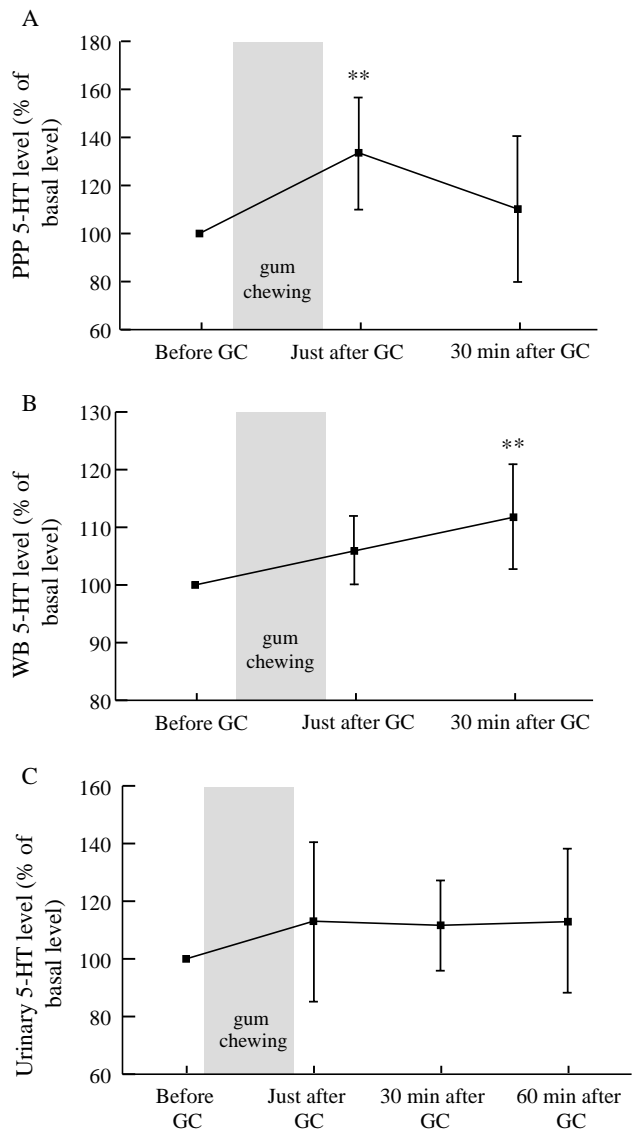 A
PPP 5-HT level (% of
basal level)
180
160
140
120
100
80
60
**
gum
chewing
Before GC
Just after GC
30 min after GC
B
WB 5-HT level (% of
basal level)
130
120
110
100
90
80
**
gum
chewing
Before GC
Just after GC
30 min after GC
C
Urinary 5-HT level (% of
basal level)
160
140
120
100
80
60
gum
chewing
Before
GC
Just after
GC
30 min after
GC
60 min after
GC